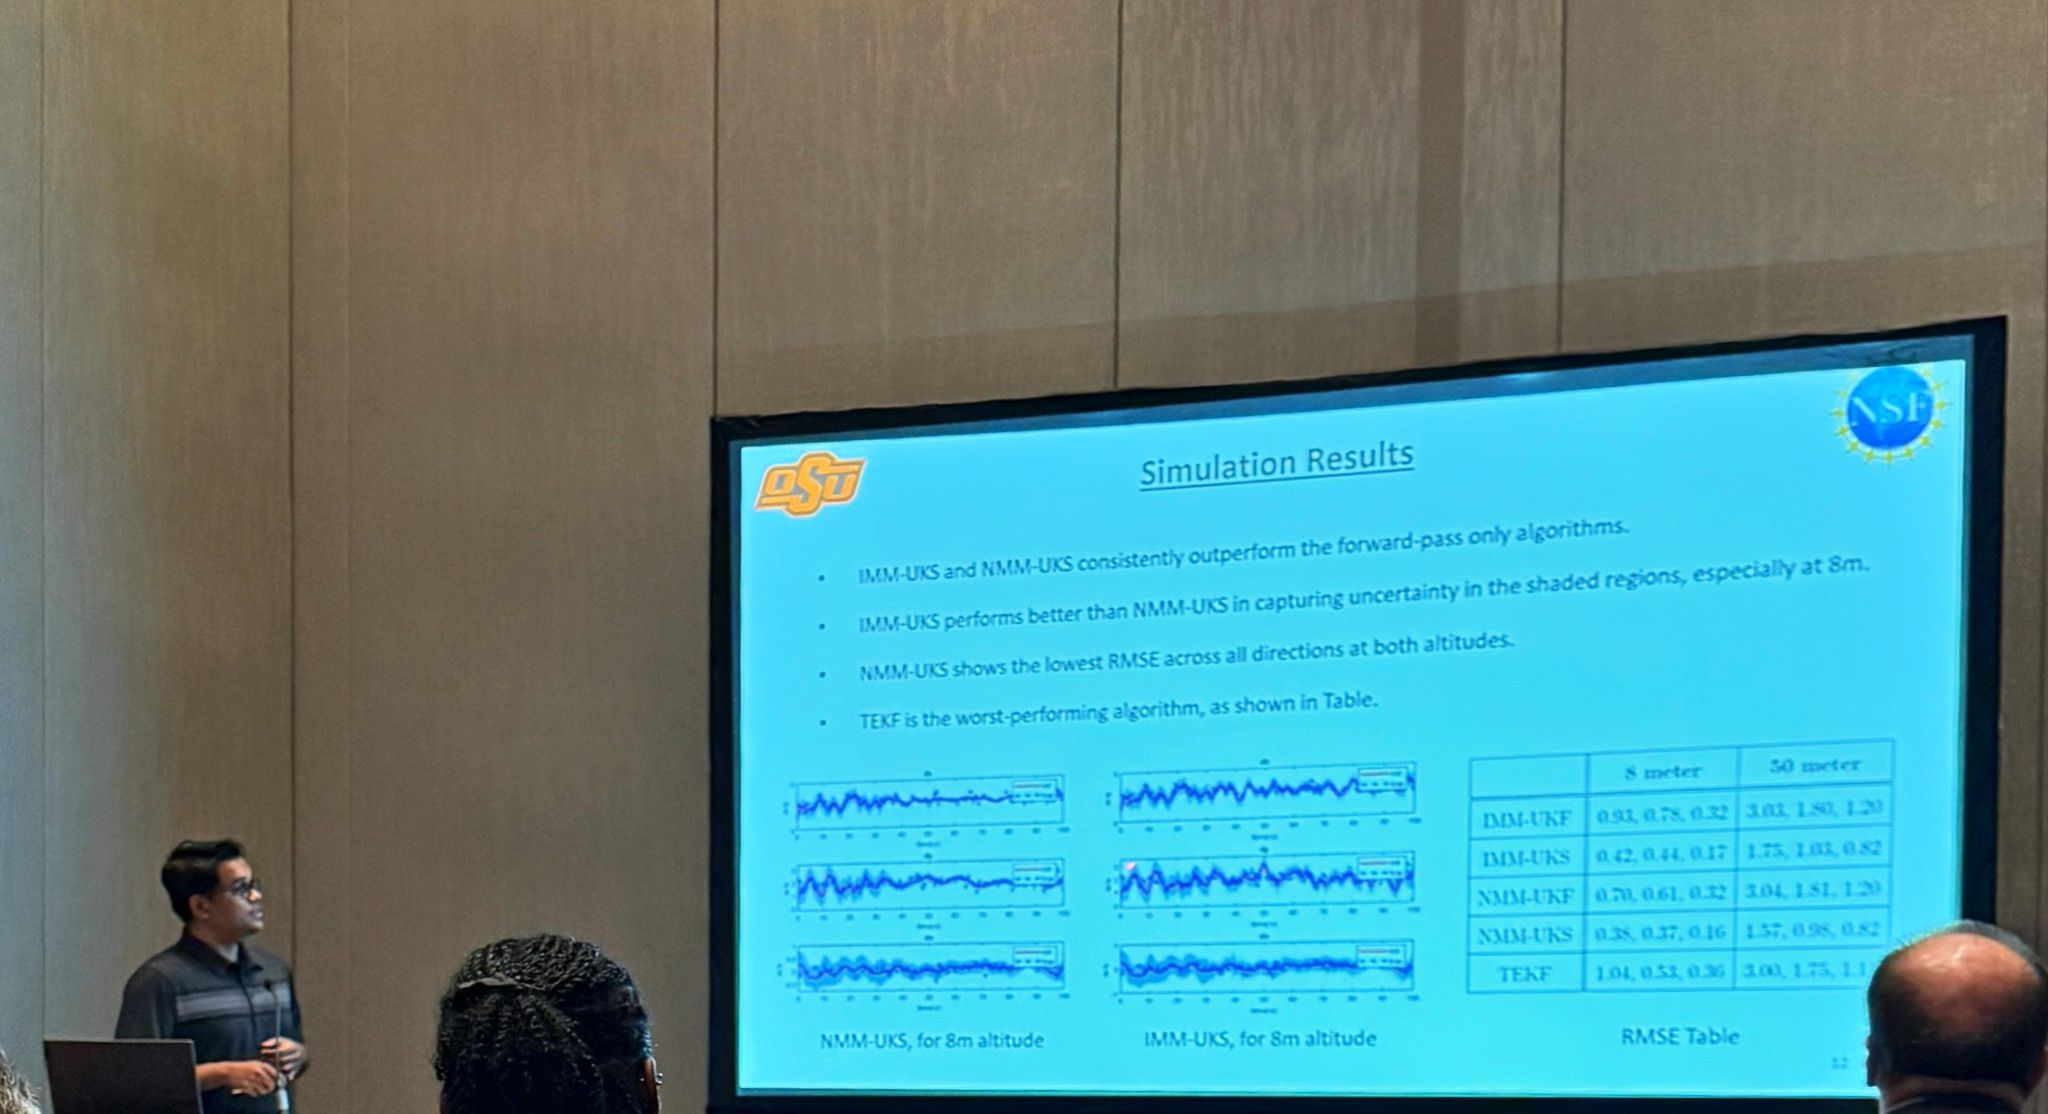 OSU
NSF
Simulation Results
• IMM-UKS and NMM-UKS consistently outperform the forward-pass only algorithms.
• IMM-UKS performs better than NMM-UKS in capturing uncertainty in the shaded regions, especially at 8m.
• NMM-UKS shows the lowest RMSE across all directions at both altitudes.
• TEKF is the worst-performing algorithm, as shown in Table.
8 meter 50 meter
IMM-UKF 0.93, 0.78, 0.32 3.03, 1.80, 1.20
IMM-UKS 0.42, 0.44, 0.17 1.75, 1.03, 0.82
NMM-UKF 0.70, 0.61, 0.32 3.04, 1.81, 1.20
NMM-UKS 0.38, 0.37, 0.16 1.57, 0.98, 0.82
TEKF 1.04, 0.53, 0.36 3.00, 1.75,
NMM-UKS, for 8m altitude
IMM-UKS, for 8m altitude
RMSE Table
12